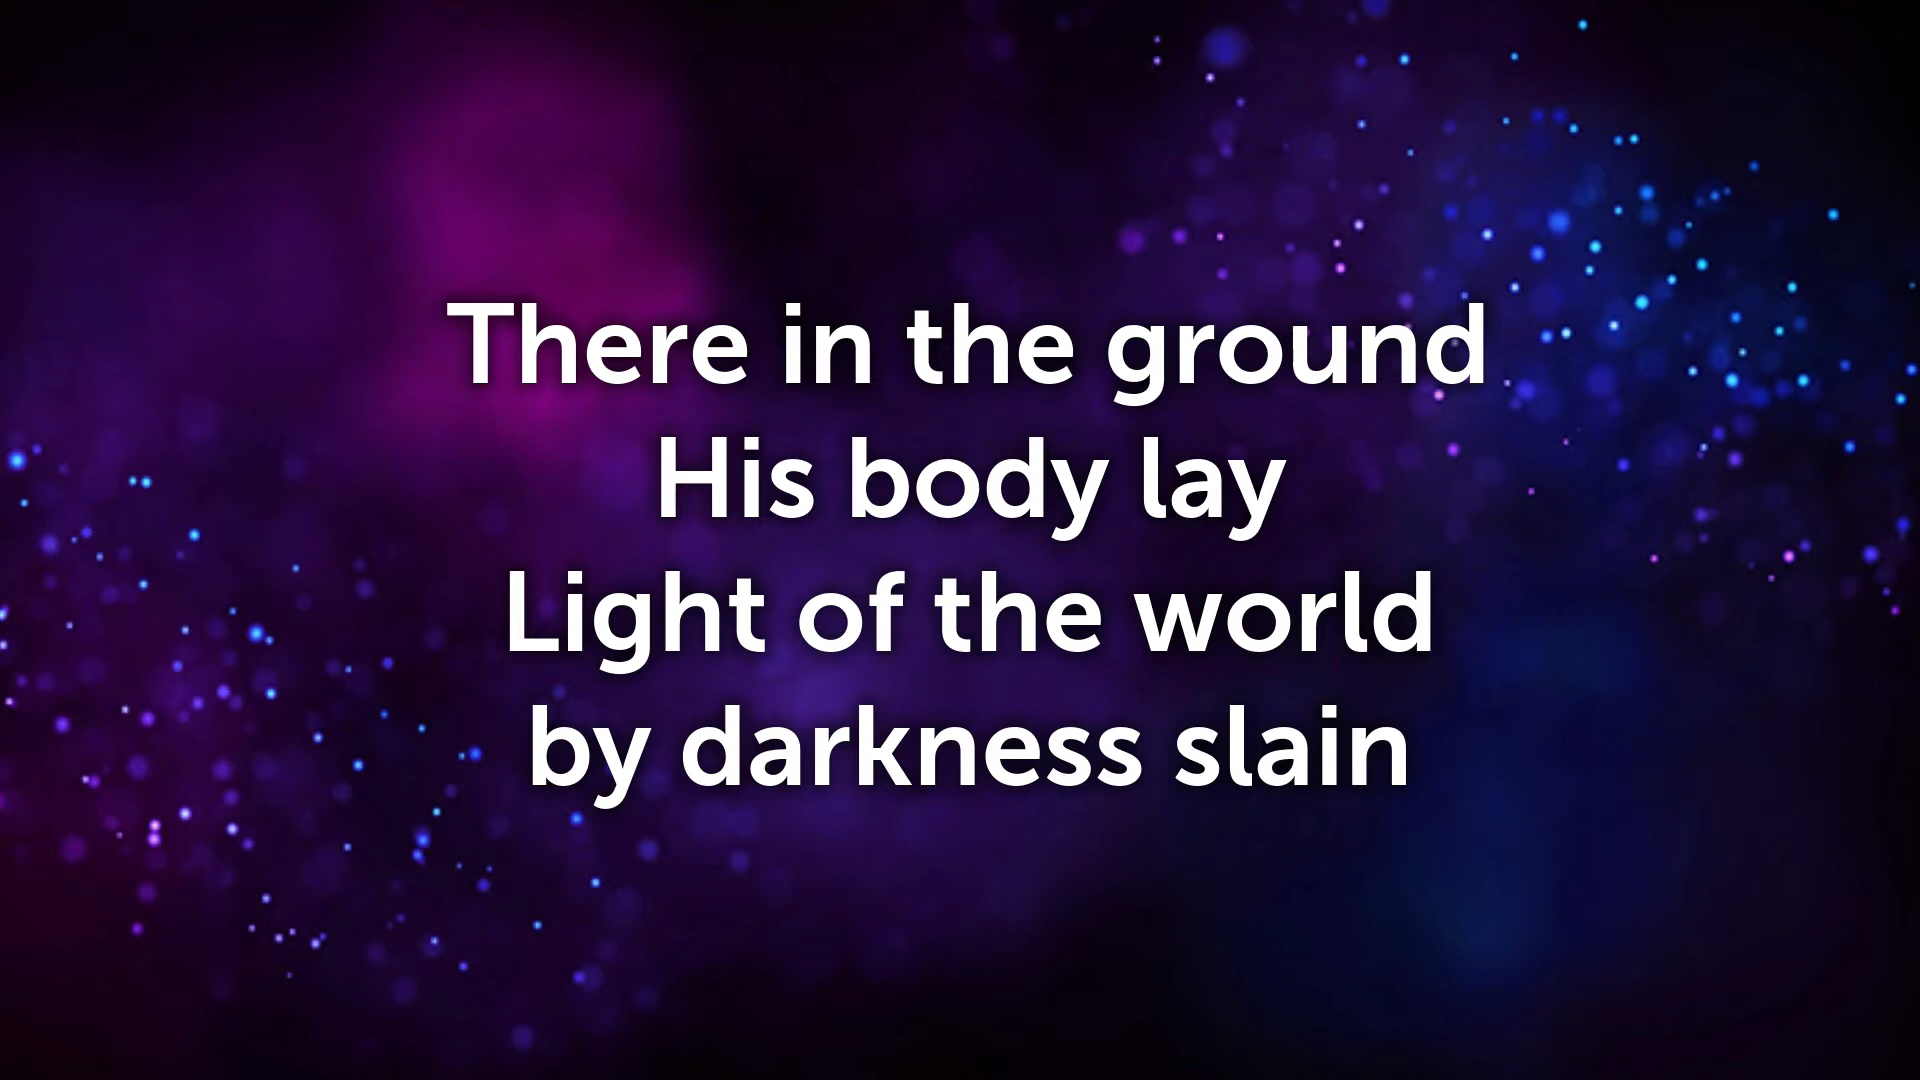 There in the ground
His body lay
Light of the world
by darkness slain